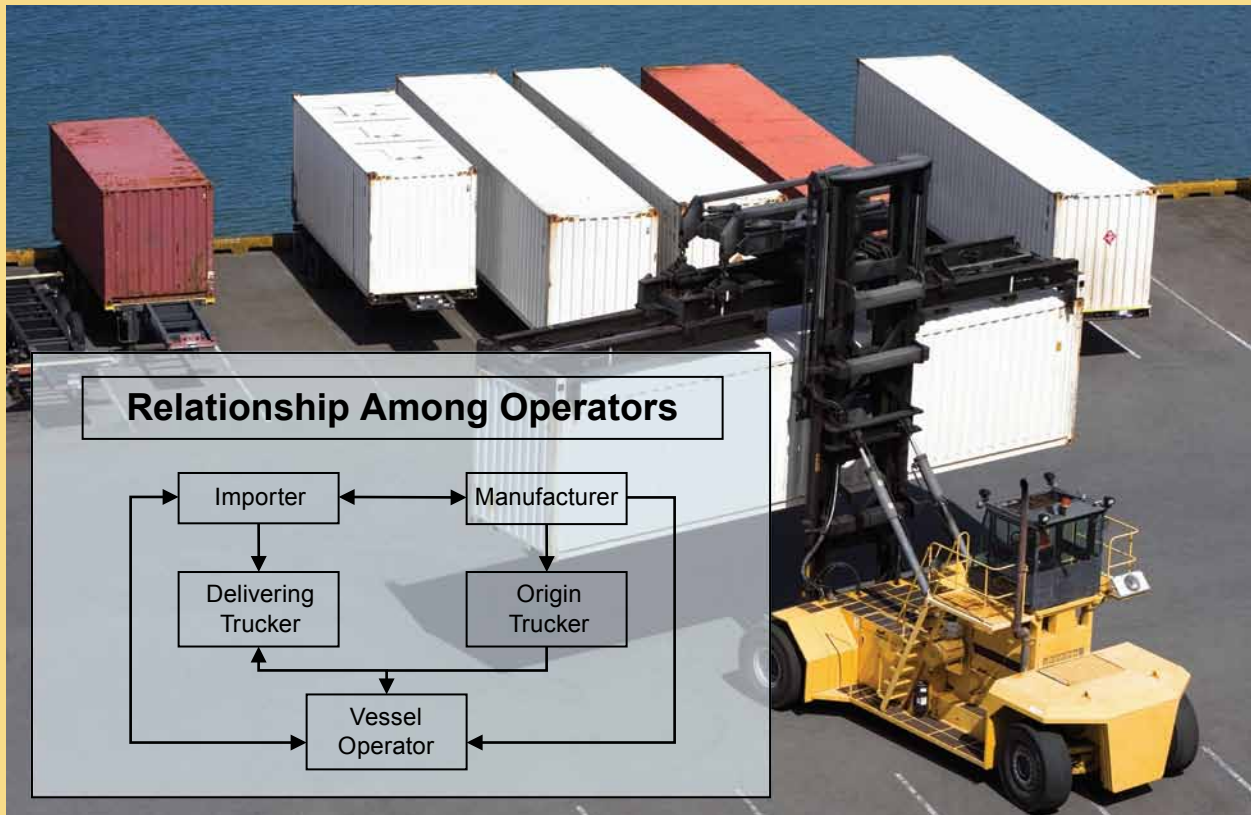 Relationship Among Operators
Importer
Manufacturer
Delivering
Trucker
Origin
Trucker
Vessel
Operator